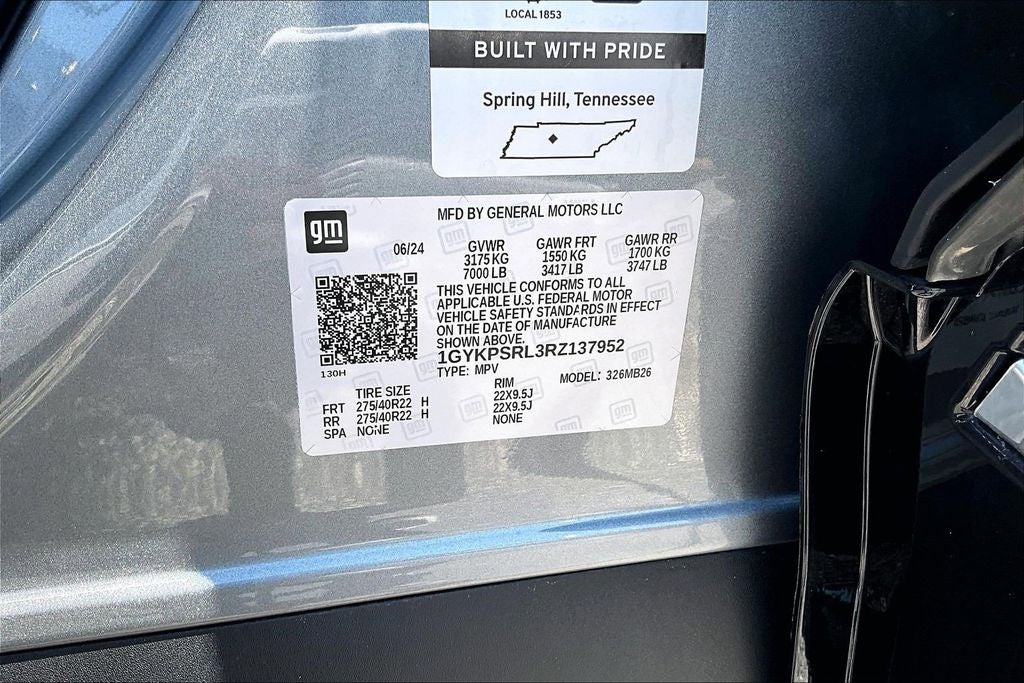 LOCAL 1853
BUILT WITH PRIDE
Spring Hill, Tennessee
gm
MFD BY GENERAL MOTORS LLC
06/24 GVWR GAWR FRT GAWR RR
3175 KG 1550 KG 1700 KG
7000 LB 3417 LB 3747 LB
THIS VEHICLE CONFORMS TO ALL
APPLICABLE U.S. FEDERAL MOTOR
VEHICLE SAFETY STANDARDS IN EFFECT
ON THE DATE OF MANUFACTURE
SHOWN ABOVE.
1GYKPSRL3RZ137952
130H
TYPE: MPV MODEL: 326MB26
TIRE SIZE RIM
FRT 275/40R22 H 22X9.5J
RR 275/40R22 H 22X9.5J
SPA NONE NONE